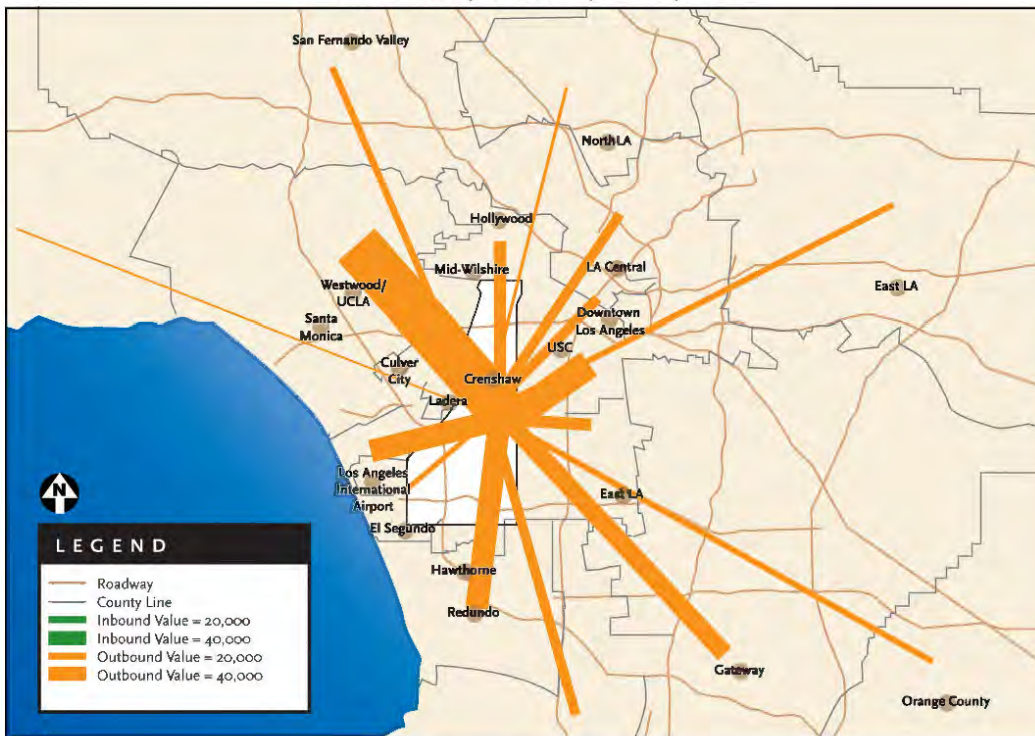 San Fernando Valley
North LA
Hollywood
Mid-Wilshire
LA Central
Westwood/
UCLA
East LA
Santa
Monica
Downtown
Los Angeles
USC
Culver
City
Crenshaw
Ladera
Los Angeles
International
Airport
East LA
El Segundo
Hawthorne
Redundo
Gateway
Orange County
N
LEGEND
Roadway
County Line
Inbound Value = 20,000
Inbound Value = 40,000
Outbound Value = 20,000
Outbound Value = 40,000